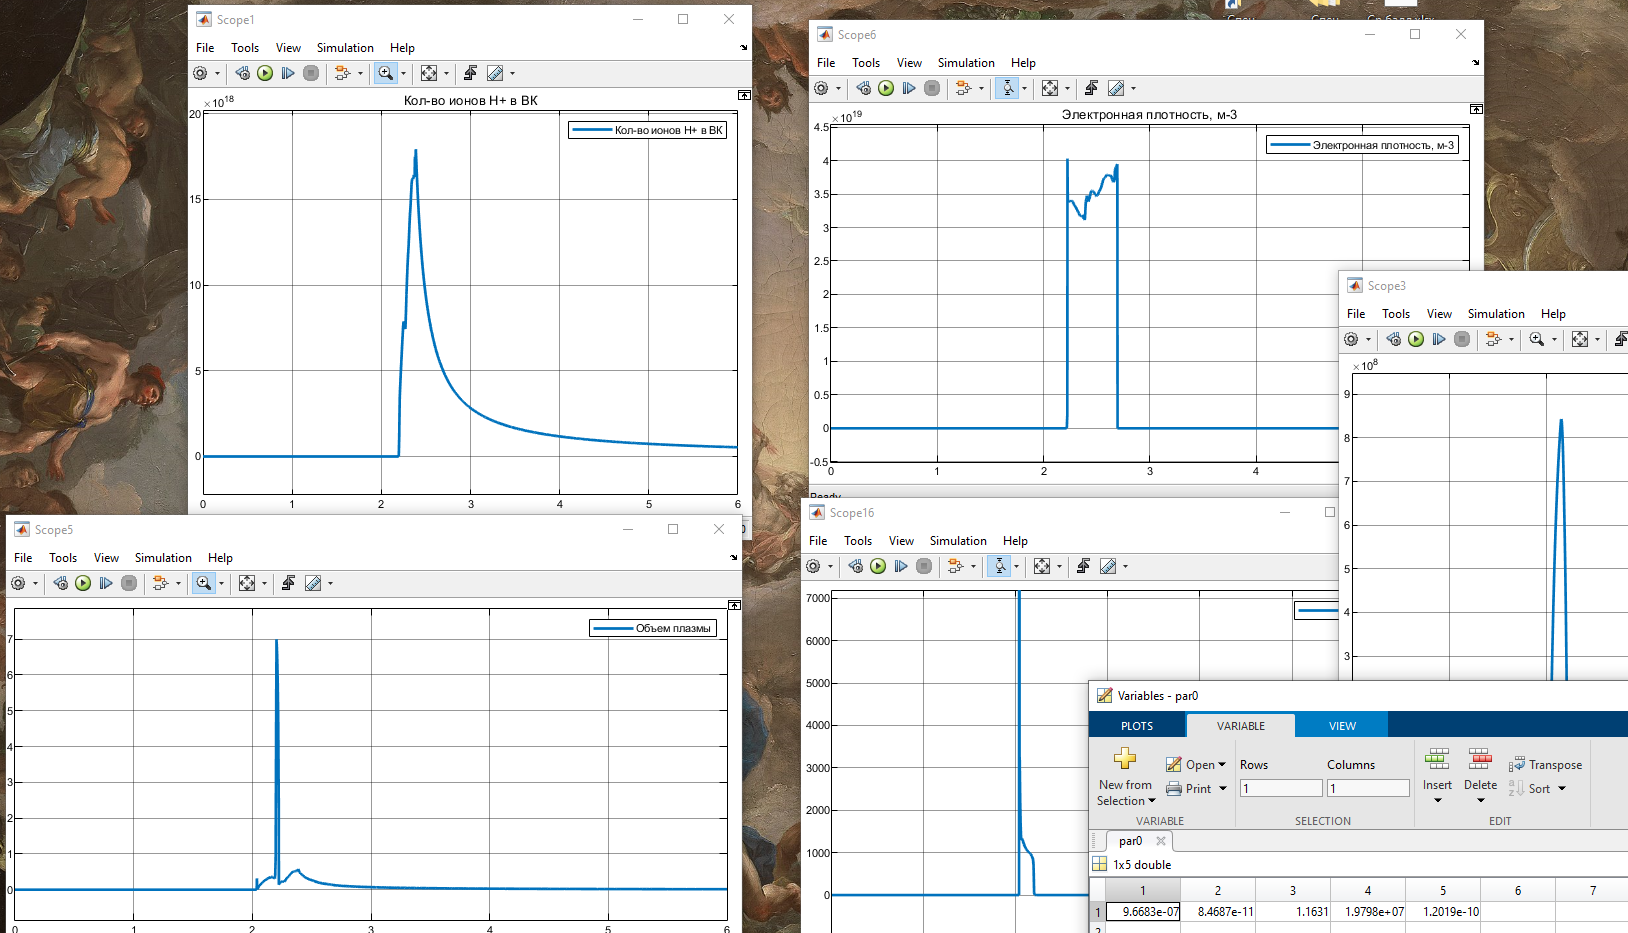 Scope1
File Tools View Simulation Help
×10^18
Кол-во ионов H+ в ВК
Кол-во ионов H+ в ВК
20
15
10
5
0
0 1 2 3 4 5 6
Scope6
File Tools View Simulation Help
×10^19
Электронная плотность, м-3
Электронная плотность, м-3
4.5
4
3.5
3
2.5
2
1.5
1
0.5
0
-0.5
0 1 2 3 4
Ready
Scope3
File Tools View Simulation Help
×10^8
9
8
7
6
5
4
3
Scope5
File Tools View Simulation Help
Объем плазмы
7
6
5
4
3
2
1
0
0 1 2 3 4 5 6
Scope16
File Tools View Simulation Help
7000
6000
5000
4000
3000
2000
1000
0
Variables - par0
PLOTS VARIABLE VIEW
New from Selection
Open
Print
Rows Columns
1 1
Insert Delete
Transpose
Sort
VARIABLE SELECTION EDIT
par0
1x5 double
1 2 3 4 5 6 7
1 9.6683e-07 8.4687e-11 1.1631 1.9798e+07 1.2019e-10